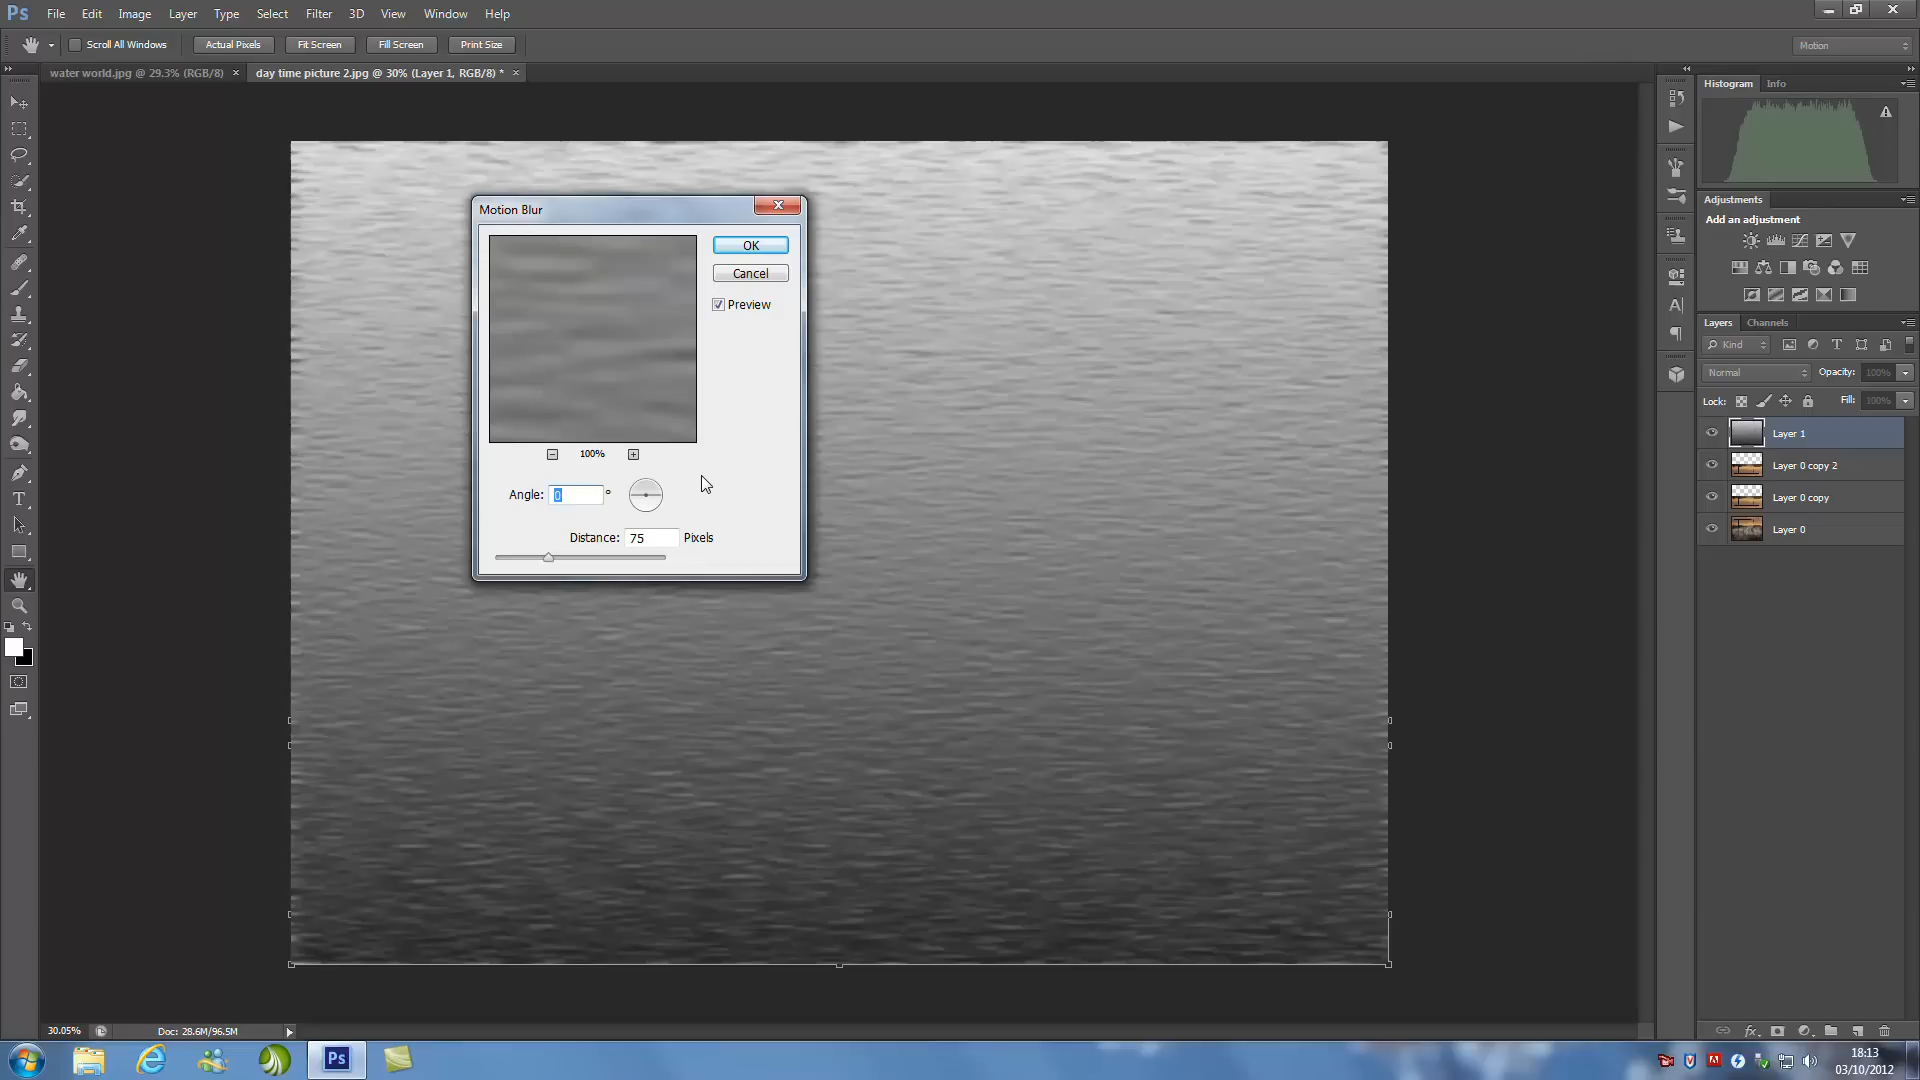 Ps File Edit Image Layer Type Select Filter 3D View Window Help
Scroll All Windows Actual Pixels Fit Screen Fill Screen Print Size Motion
water world.jpg @ 29.3% (RGB/8) × day time picture 2.jpg @ 30% (Layer 1, RGB/8) * ×
Histogram Info
Motion Blur
OK
Cancel
Preview
100%
Angle: 0 °
Distance: 75 Pixels
Adjustments
Add an adjustment
Layers Channels
Kind
Normal Opacity: 100%
Lock: Fill: 100%
Layer 1
Layer 0 copy 2
Layer 0 copy
Layer 0
30.05% Doc: 28.6M/96.5M
Ps
18:13
03/10/2012